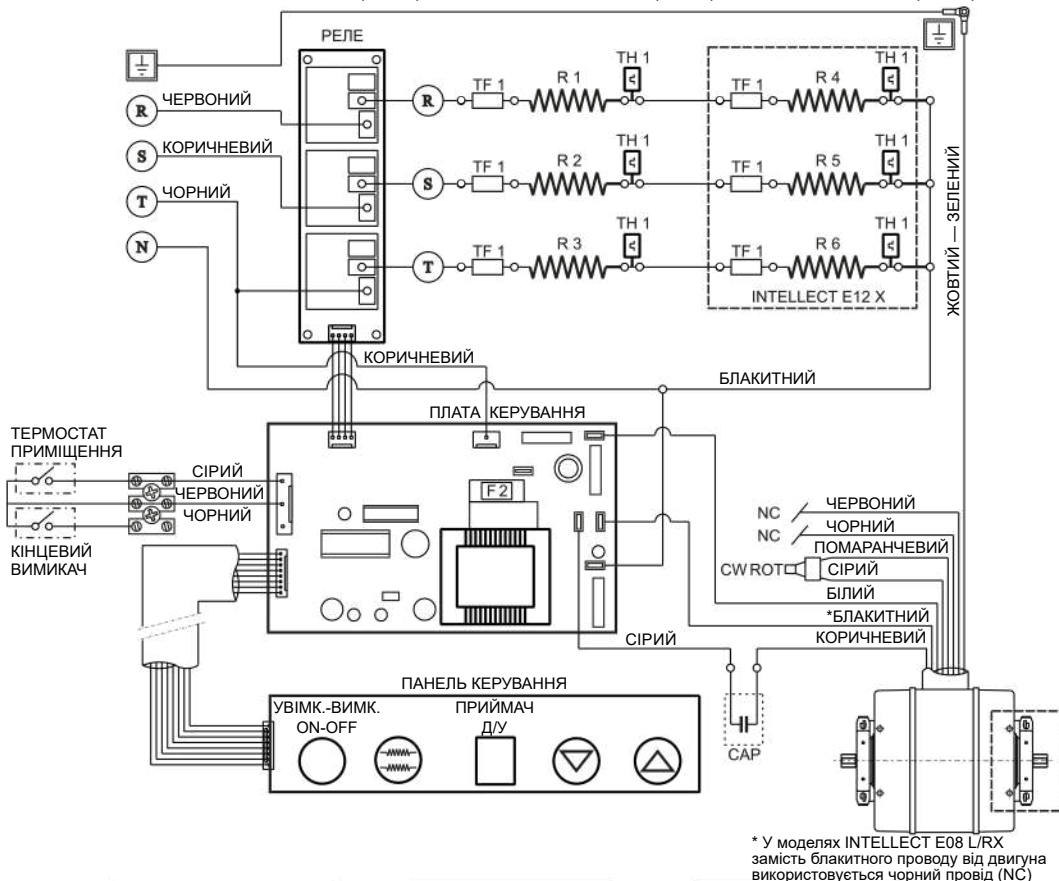 РЕЛЕ
R ЧЕРВОНИЙ
S КОРИЧНЕВИЙ
T ЧОРНИЙ
N
R TF 1 R 1 TH 1 TF 1 R 4 TH 1
S TF 1 R 2 TH 1 TF 1 R 5 TH 1
T TF 1 R 3 TH 1 TF 1 R 6 TH 1
INTELLECT E12 X
ЖОВТИЙ — ЗЕЛЕНИЙ
КОРИЧНЕВИЙ
БЛАКИТНИЙ
ПЛАТА КЕРУВАННЯ
ТЕРМОСТАТ
ПРИМІЩЕННЯ
СІРИЙ
ЧЕРВОНИЙ
ЧОРНИЙ
КІНЦЕВИЙ
ВИМИКАЧ
F 2
NC ЧЕРВОНИЙ
NC ЧОРНИЙ
ПОМАРАНЧЕВИЙ
CW ROT СІРИЙ
БІЛИЙ
*БЛАКИТНИЙ
СІРИЙ
КОРИЧНЕВИЙ
CAP
ПАНЕЛЬ КЕРУВАННЯ
УВІМК.-ВИМК.
ON-OFF
ПРИЙМАЧ
Д/У
* У моделях INTELLECT E08 L/RX
замість блакитного проводу від двигуна
використовується чорний провід (NC)